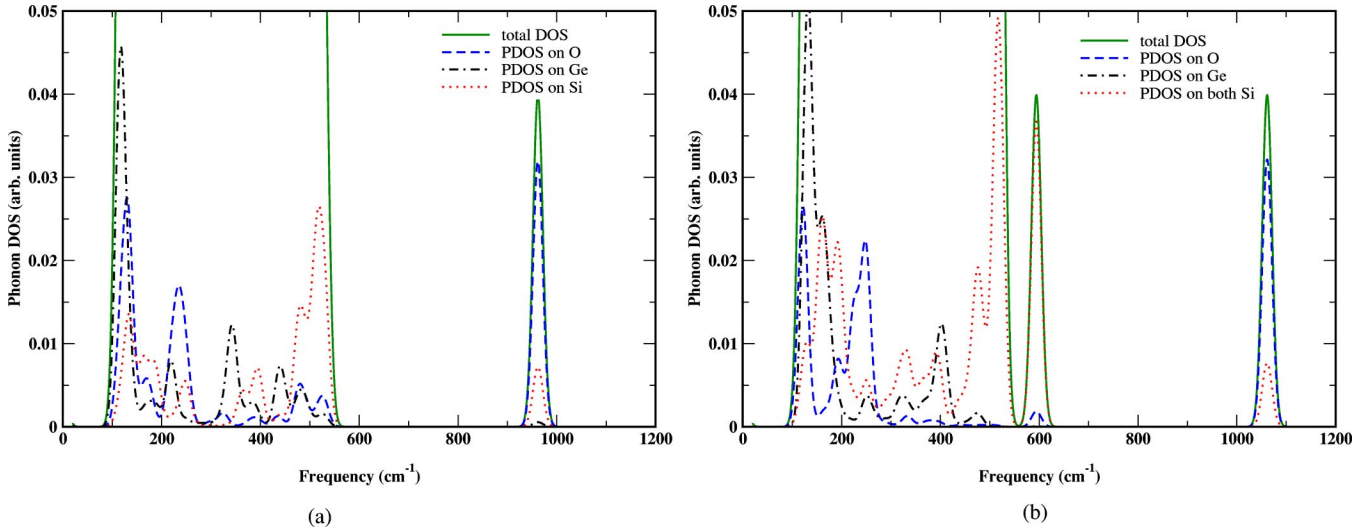 0.05
0.04
0.03
0.02
0.01
0
Phonon DOS (arb. units)
total DOS
PDOS on O
PDOS on Ge
PDOS on Si
0 200 400 600 800 1000 1200
Frequency (cm-1)
(a)
0.05
0.04
0.03
0.02
0.01
0
Phonon DOS (arb. units)
total DOS
PDOS on O
PDOS on Ge
PDOS on both Si
0 200 400 600 800 1000 1200
Frequency (cm-1)
(b)